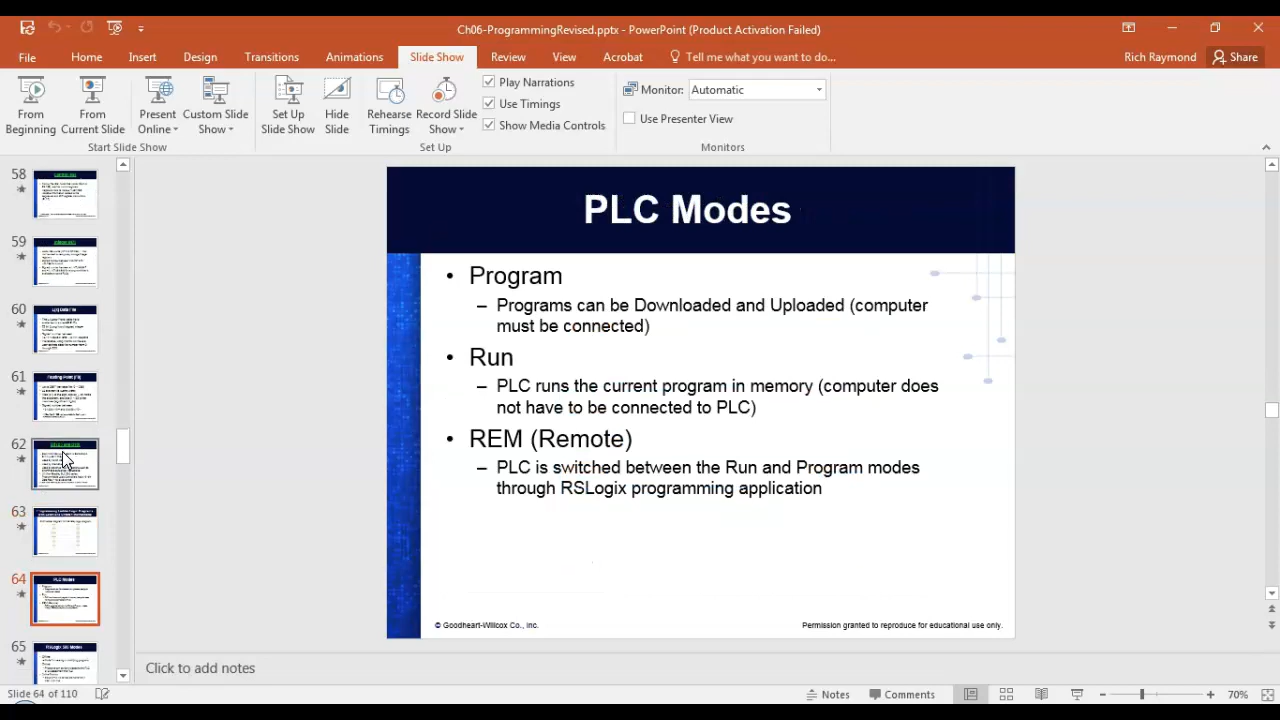 Ch06-ProgrammingRevised.pptx - PowerPoint (Product Activation Failed)
File Home Insert Design Transitions Animations Slide Show Review View Acrobat Tell me what you want to do... Rich Raymond Share
From Beginning
From Current Slide
Present Online
Custom Slide Show
Set Up Slide Show
Hide Slide
Rehearse Timings
Record Slide Show
Play Narrations
Use Timings
Show Media Controls
Monitor: Automatic
Use Presenter View
Start Slide Show
Set Up
Monitors
58
59
60
61
62
63
64
PLC Modes
65
RSLogix 500 Modes
PLC Modes
• Program
– Programs can be Downloaded and Uploaded (computer
must be connected)
• Run
– PLC runs the current program in memory (computer does
not have to be connected to PLC)
• REM (Remote)
– PLC is switched between the Run and Program modes
through RSLogix programming application
© Goodheart-Willcox Co., Inc.
Permission granted to reproduce for educational use only.
Click to add notes
Slide 64 of 110
Notes
Comments
70%